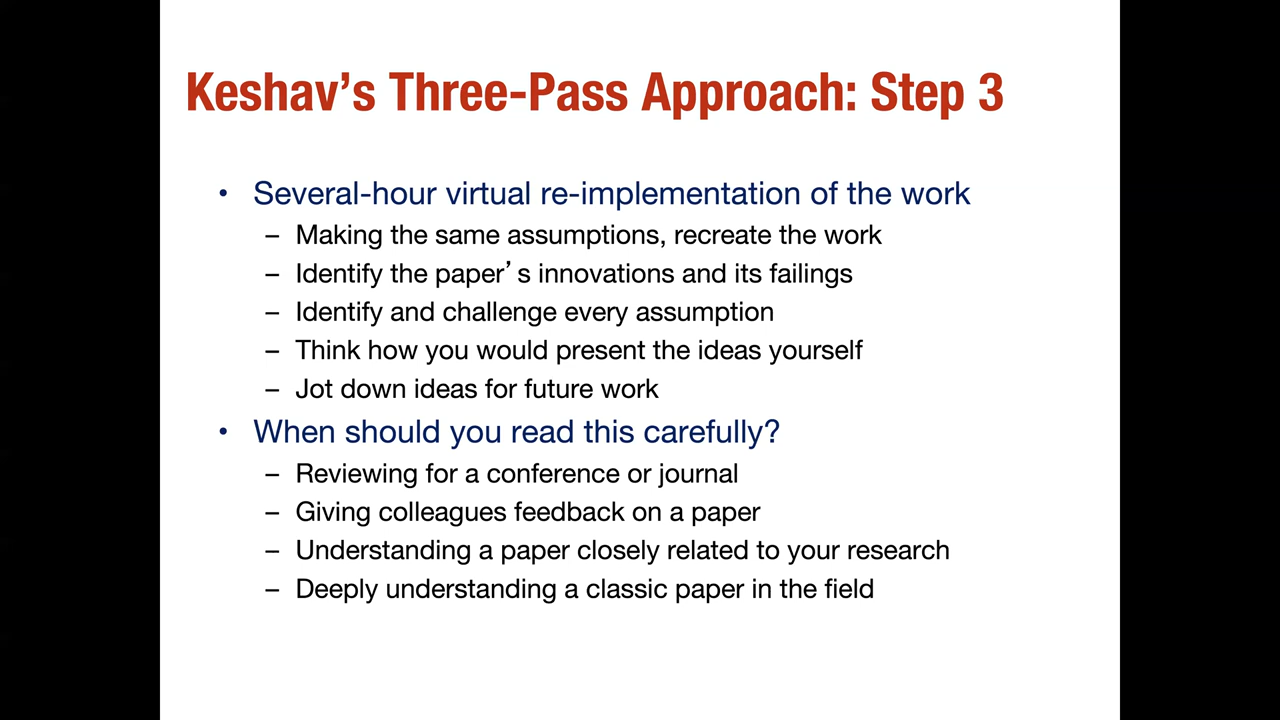 Keshav’s Three-Pass Approach: Step 3
• Several-hour virtual re-implementation of the work
– Making the same assumptions, recreate the work
– Identify the paper’s innovations and its failings
– Identify and challenge every assumption
– Think how you would present the ideas yourself
– Jot down ideas for future work
• When should you read this carefully?
– Reviewing for a conference or journal
– Giving colleagues feedback on a paper
– Understanding a paper closely related to your research
– Deeply understanding a classic paper in the field